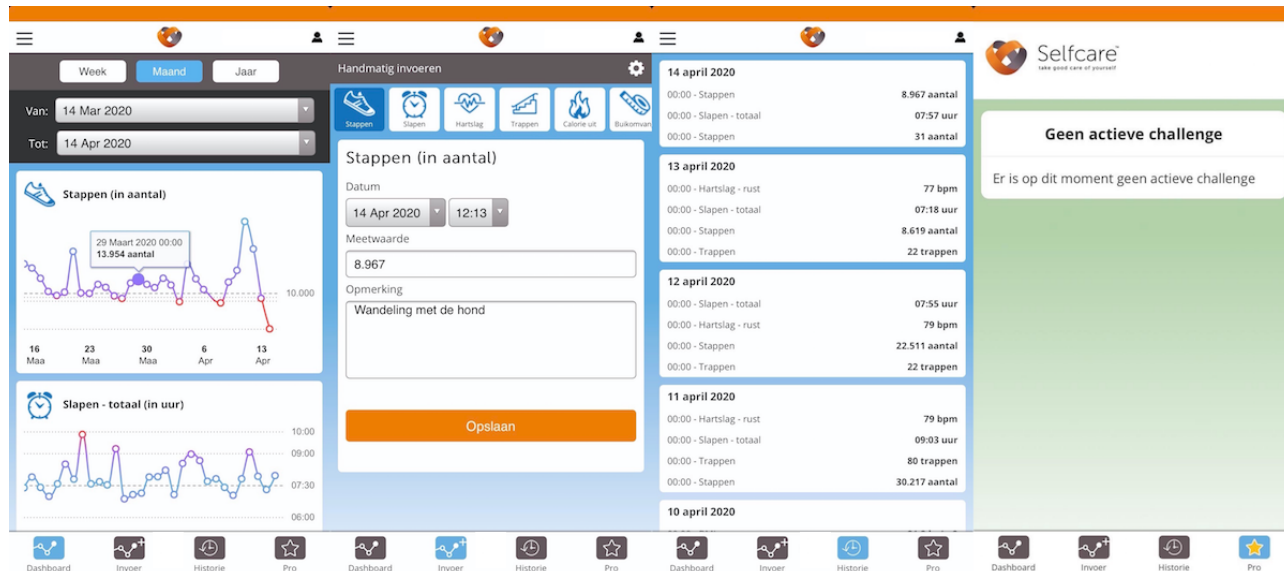 Week Maand Jaar
Van: 14 Mar 2020
Tot: 14 Apr 2020
Stappen (in aantal)
29 Maart 2020 00:00
13.954 aantal
10.000
16 23 30 6 13
Maa Maa Maa Apr Apr
Slapen - totaal (in uur)
10:00
09:00
07:30
06:00
Dashboard Invoer Historie Pro
Handmatig invoeren
Stappen Slapen Hartslag Trappen Calorie uit Buikomvan
Stappen (in aantal)
Datum
14 Apr 2020 12:13
Meetwaarde
8.967
Opmerking
Wandeling met de hond
Opslaan
Dashboard Invoer Historie Pro
14 april 2020
00:00 - Stappen 8.967 aantal
00:00 - Slapen - totaal 07:57 uur
00:00 - Stappen 31 aantal
13 april 2020
00:00 - Hartslag - rust 77 bpm
00:00 - Slapen - totaal 07:18 uur
00:00 - Stappen 8.619 aantal
00:00 - Trappen 22 trappen
12 april 2020
00:00 - Slapen - totaal 07:55 uur
00:00 - Hartslag - rust 79 bpm
00:00 - Stappen 22.511 aantal
00:00 - Trappen 22 trappen
11 april 2020
00:00 - Hartslag - rust 79 bpm
00:00 - Slapen - totaal 09:03 uur
00:00 - Trappen 80 trappen
00:00 - Stappen 30.217 aantal
10 april 2020
Dashboard Invoer Historie Pro
Selfcare™
take good care of yourself
Geen actieve challenge
Er is op dit moment geen actieve challenge
Dashboard Invoer Historie Pro